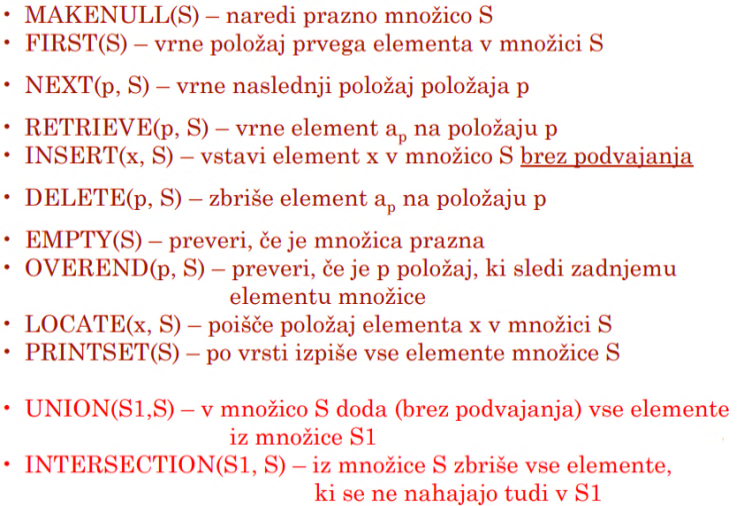 • MAKENULL(S) – naredi prazno množico S
• FIRST(S) – vrne položaj prvega elementa v množici S
• NEXT(p, S) – vrne naslednji položaj položaja p
• RETRIEVE(p, S) – vrne element aₚ na položaju p
• INSERT(x, S) – vstavi element x v množico S brez podvajanja
• DELETE(p, S) – zbriše element aₚ na položaju p
• EMPTY(S) – preveri, če je množica prazna
• OVEREND(p, S) – preveri, če je p položaj, ki sledi zadnjemu
elementu množice
• LOCATE(x, S) – poišče položaj elementa x v množici S
• PRINTSET(S) – po vrsti izpiše vse elemente množice S
• UNION(S1,S) – v množico S doda (brez podvajanja) vse elemente
iz množice S1
• INTERSECTION(S1, S) – iz množice S zbriše vse elemente,
ki se ne nahajajo tudi v S1